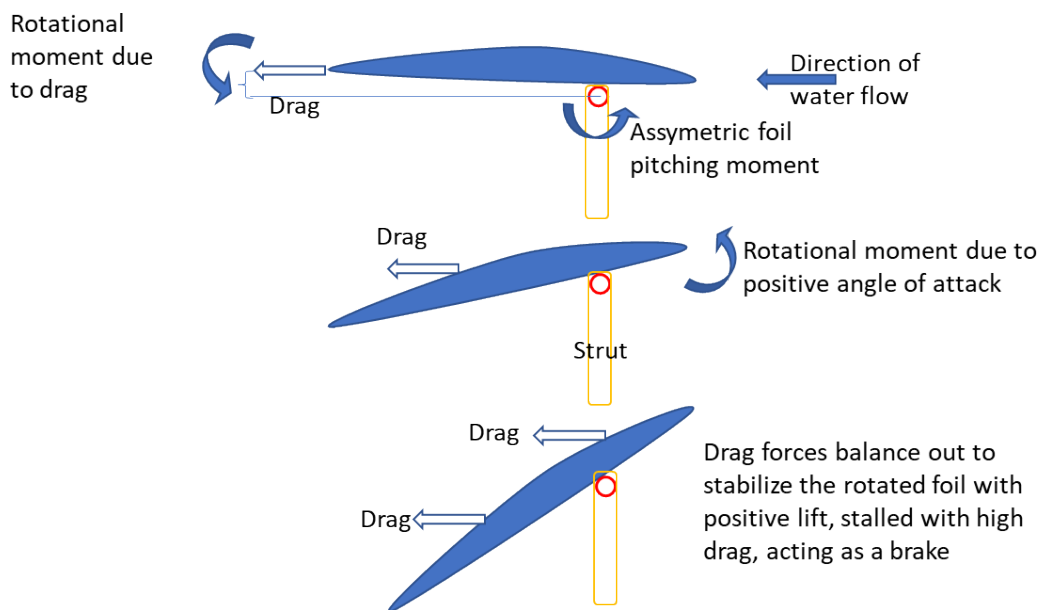 Rotational
moment due
to drag
Drag
Direction of
water flow
Assymetric foil
pitching moment
Drag
Rotational moment due to
positive angle of attack
Strut
Drag
Drag
Drag forces balance out to
stabilize the rotated foil with
positive lift, stalled with high
drag, acting as a brake